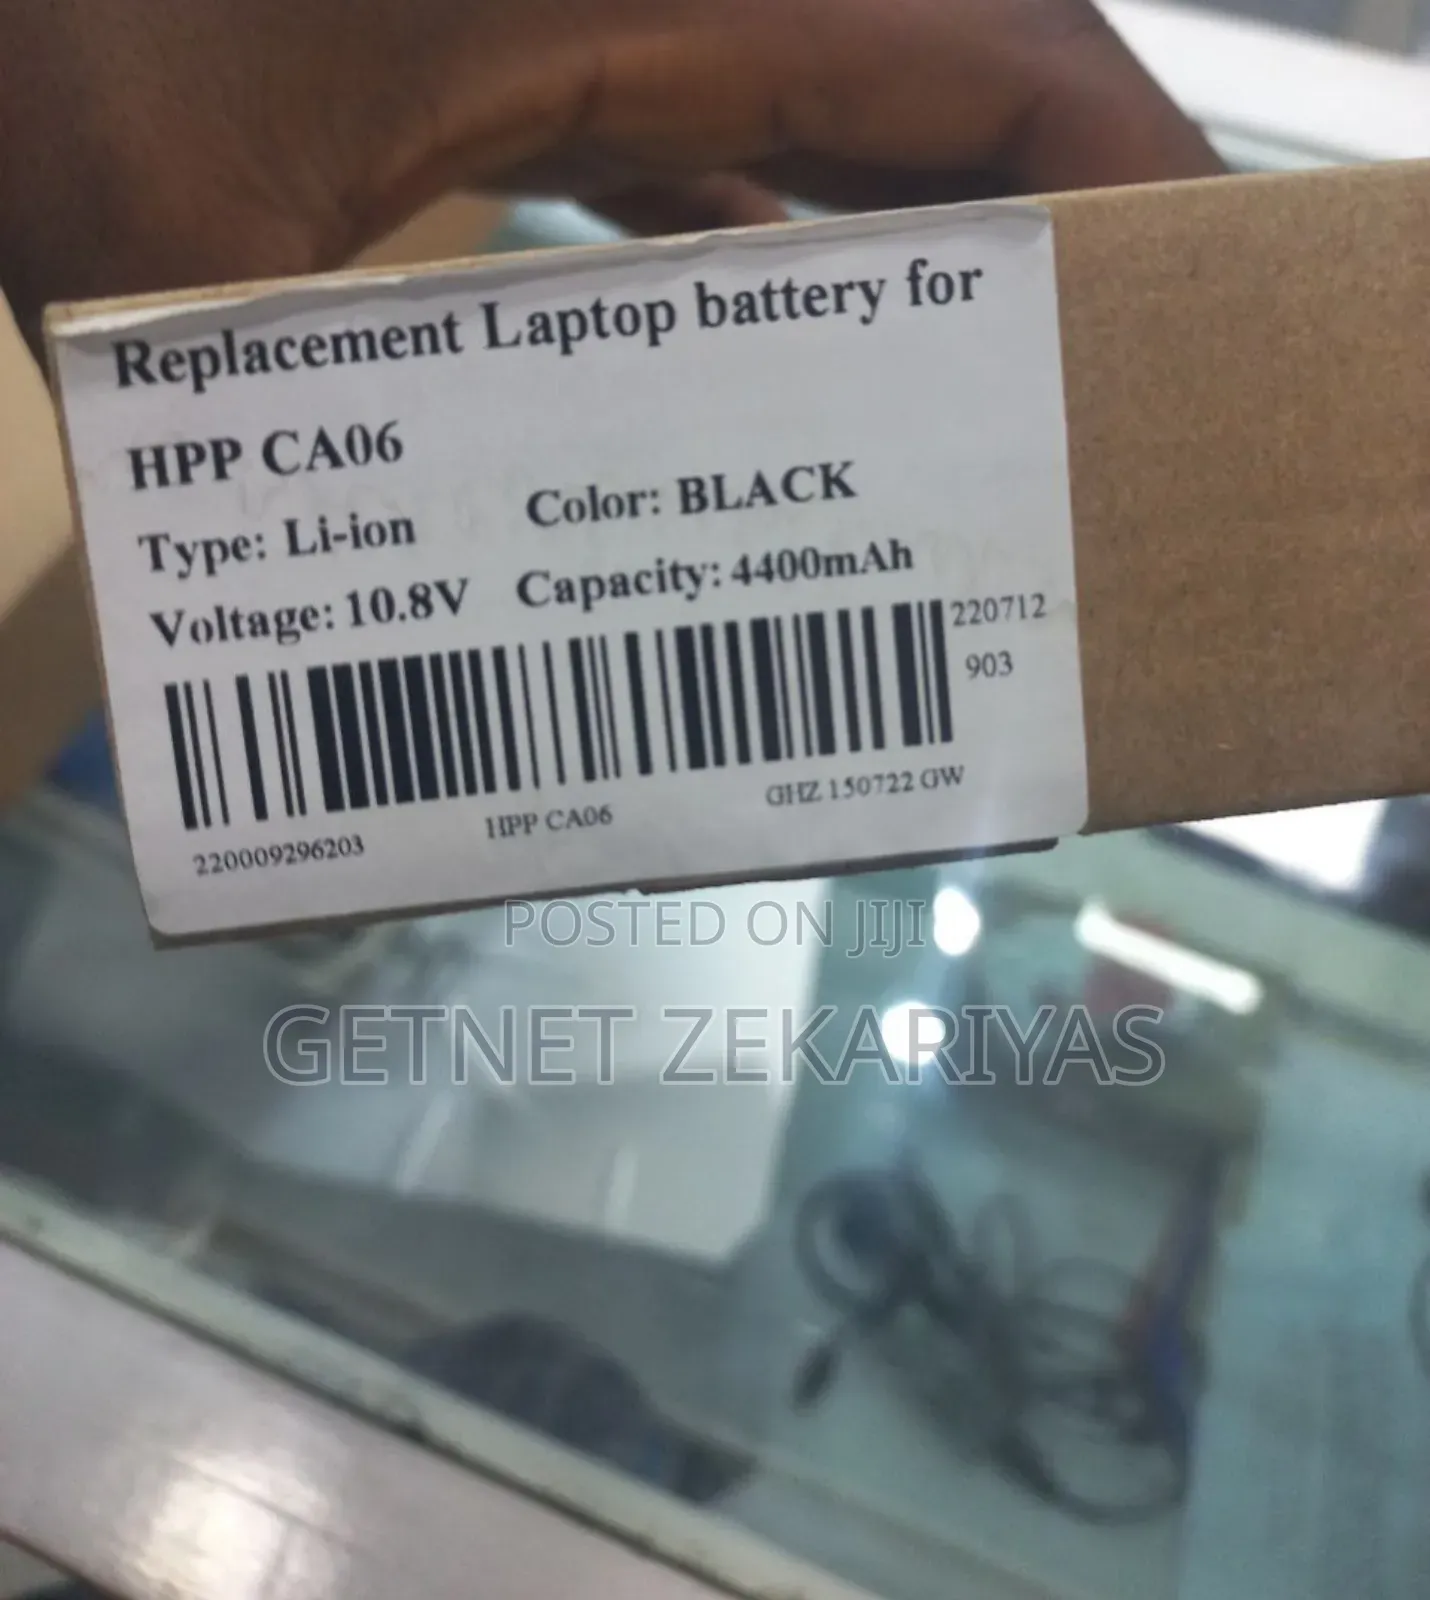 Replacement Laptop battery for
HPP CA06
Type: Li-ion Color: BLACK
Voltage: 10.8V Capacity: 4400mAh
220712
903
220009296203 HPP CA06 GHZ 150722 GW
POSTED ON JIJI
GETNET ZEKARIYAS